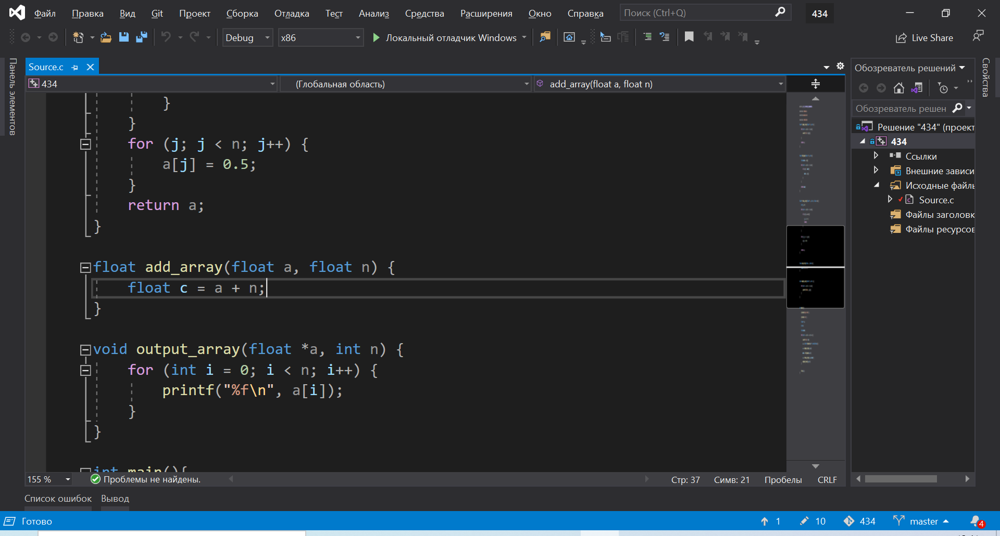 Файл Правка Вид Git Проект Сборка Отладка Тест Анализ Средства Расширения Окно Справка Поиск (Ctrl+Q) 434
Debug x86 Локальный отладчик Windows Live Share
Панель элементов
Source.c
434 (Глобальная область) add_array(float a, float n)
}
}
for (j; j < n; j++) {
a[j] = 0.5;
}
return a;
}
float add_array(float a, float n) {
float c = a + n;
}
void output_array(float *a, int n) {
for (int i = 0; i < n; i++) {
printf("%f\n", a[i]);
}
}
int main(){
155 % Проблемы не найдены. Стр: 37 Симв: 21 Пробелы CRLF
Список ошибок Вывод
Обозреватель решений
Обозреватель решен
Решение "434" (проект
434
Ссылки
Внешние зависи
Исходные файль
Source.c
Файлы заголовк
Файлы ресурсов
Свойства
Готово 1 10 434 master 4